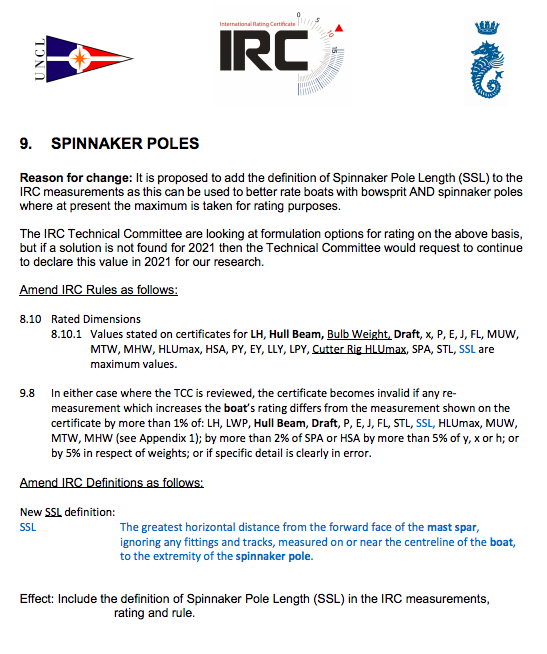 UNCL
International Rating Certificate
IRC
0
5
10
15
9. SPINNAKER POLES
Reason for change: It is proposed to add the definition of Spinnaker Pole Length (SSL) to the
IRC measurements as this can be used to better rate boats with bowsprit AND spinnaker poles
where at present the maximum is taken for rating purposes.
The IRC Technical Committee are looking at formulation options for rating on the above basis,
but if a solution is not found for 2021 then the Technical Committee would request to continue
to declare this value in 2021 for our research.
Amend IRC Rules as follows:
8.10 Rated Dimensions
8.10.1 Values stated on certificates for LH, Hull Beam, Bulb Weight, Draft, x, P, E, J, FL, MUW,
MTW, MHW, HLUmax, HSA, PY, EY, LLY, LPY, Cutter Rig HLUmax, SPA, STL, SSL are
maximum values.
9.8 In either case where the TCC is reviewed, the certificate becomes invalid if any re-
measurement which increases the boat's rating differs from the measurement shown on the
certificate by more than 1% of: LH, LWP, Hull Beam, Draft, P, E, J, FL, STL, SSL, HLUmax, MUW,
MTW, MHW (see Appendix 1); by more than 2% of SPA or HSA by more than 5% of y, x or h; or
by 5% in respect of weights; or if specific detail is clearly in error.
Amend IRC Definitions as follows:
New SSL definition:
SSL The greatest horizontal distance from the forward face of the mast spar,
ignoring any fittings and tracks, measured on or near the centreline of the boat,
to the extremity of the spinnaker pole.
Effect: Include the definition of Spinnaker Pole Length (SSL) in the IRC measurements,
rating and rule.